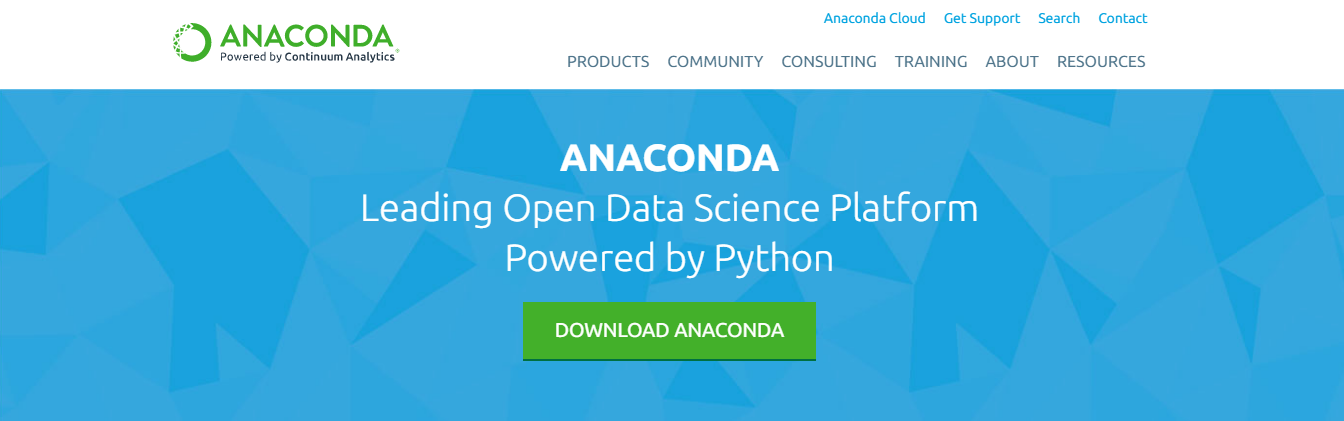 Anaconda Cloud Get Support Search Contact
ANACONDA
Powered by Continuum Analytics®
PRODUCTS COMMUNITY CONSULTING TRAINING ABOUT RESOURCES
ANACONDA
Leading Open Data Science Platform
Powered by Python
DOWNLOAD ANACONDA